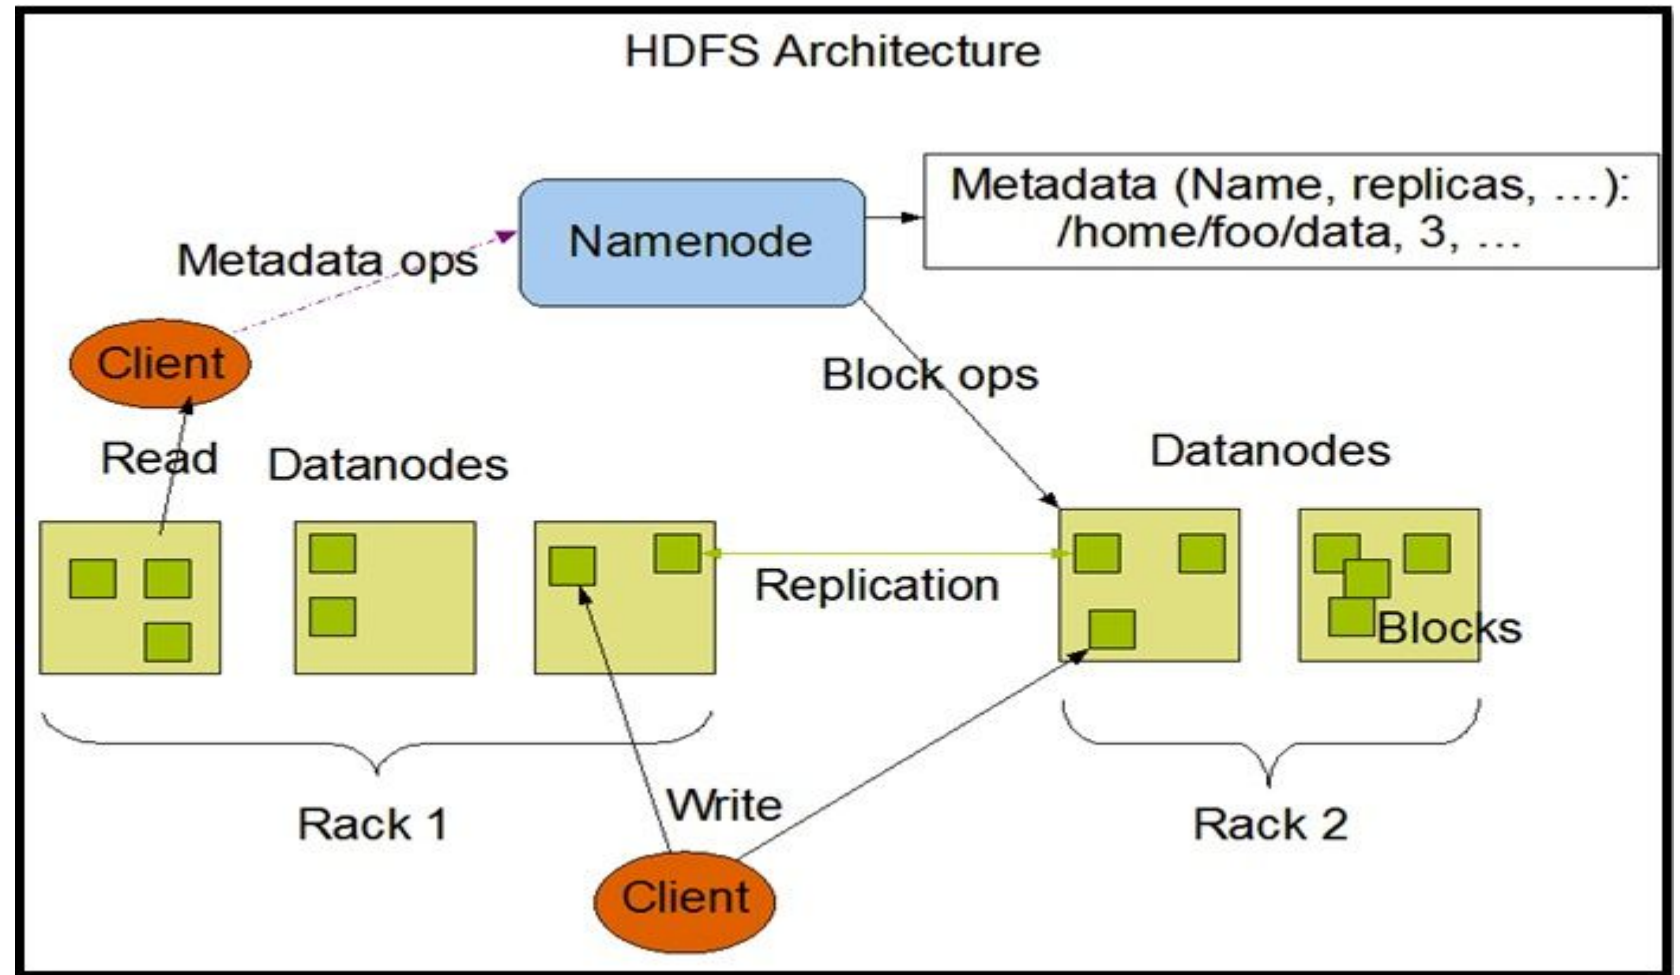 HDFS Architecture
Metadata (Name, replicas, ...):
/home/foo/data, 3, ...
Namenode
Metadata ops
Client
Block ops
Read
Datanodes
Datanodes
Replication
Blocks
Rack 1
Write
Rack 2
Client